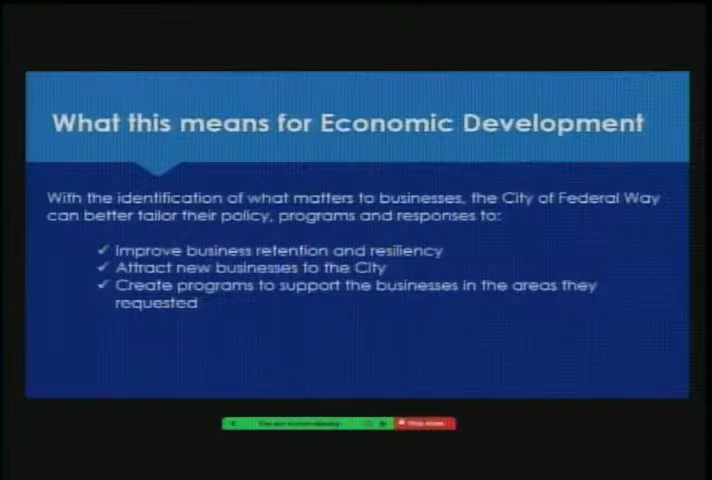 What this means for Economic Development
With the identification of what matters to businesses, the City of Federal Way
can better tailor their policy, programs and responses to:
✓ Improve business retention and resiliency
✓ Attract new businesses to the City
✓ Create programs to support the businesses in the areas they
requested